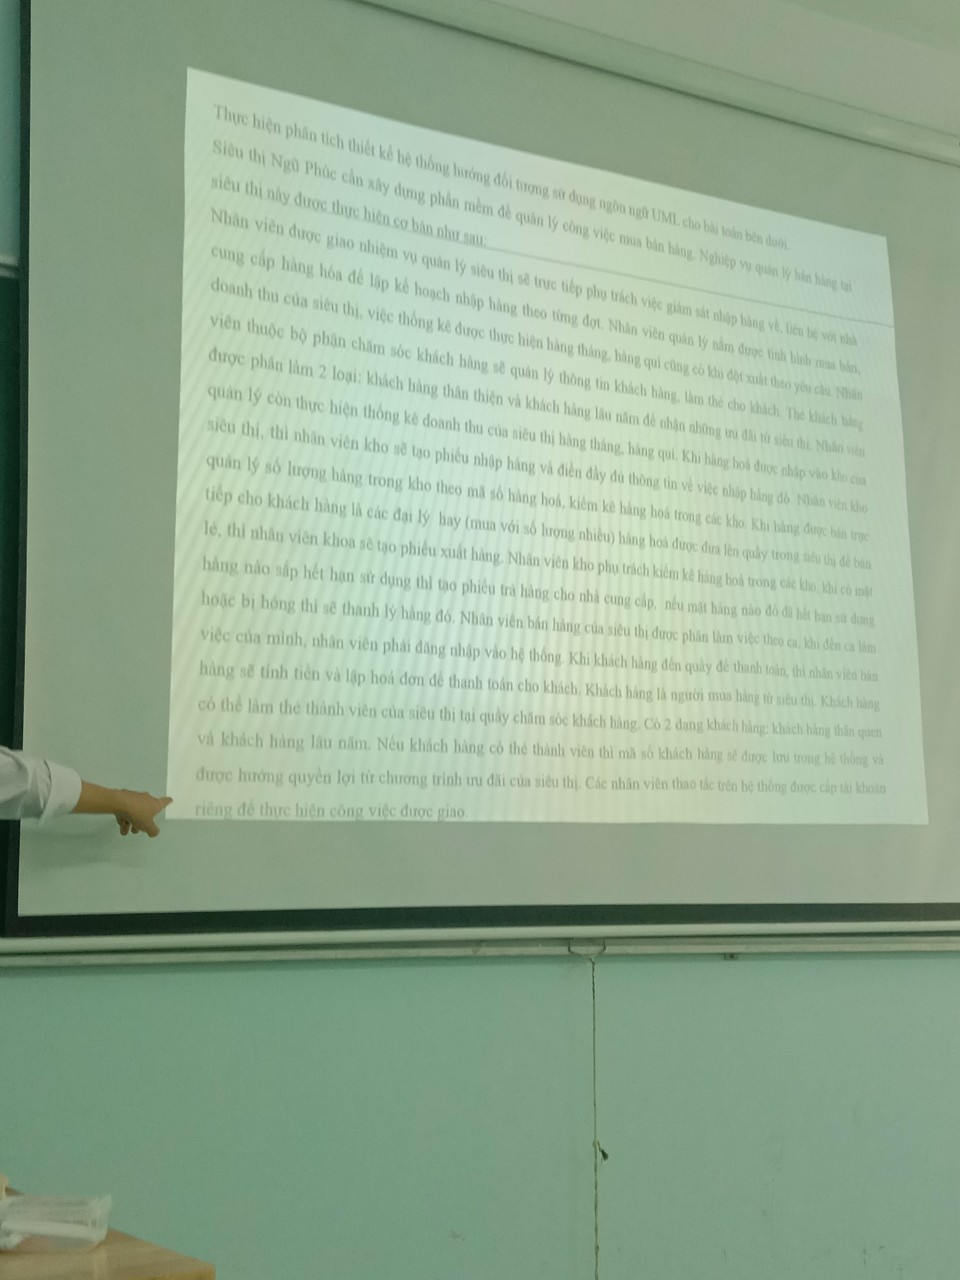 Thực hiện phân tích thiết kế hệ thống hướng đối tượng sử dụng ngôn ngữ UML cho bài toán bên dưới.
Siêu thị Ngũ Phúc cần xây dựng phần mềm để quản lý công việc mua bán hàng. Nghiệp vụ quản lý bán hàng tại
siêu thị này được thực hiện cơ bản như sau:
Nhân viên được giao nhiệm vụ quản lý siêu thị sẽ trực tiếp phụ trách việc giám sát nhập hàng về, liên hệ với nhà
cung cấp hàng hóa để lập kế hoạch nhập hàng theo từng đợt. Nhân viên quản lý nắm được tình hình mua bán,
doanh thu của siêu thị, việc thống kê được thực hiện hàng tháng, hàng quí cũng có khi đột xuất theo yêu cầu. Nhân
viên thuộc bộ phận chăm sóc khách hàng sẽ quản lý thông tin khách hàng, làm thẻ cho khách. Thẻ khách hàng
được phân làm 2 loại: khách hàng thân thiện và khách hàng lâu năm để nhận những ưu đãi từ siêu thị. Nhân viên
quản lý còn thực hiện thống kê doanh thu của siêu thị hàng tháng, hàng quí. Khi hàng hoá được nhập vào kho của
siêu thị, thì nhân viên kho sẽ tạo phiếu nhập hàng và điền đầy đủ thông tin về việc nhập hàng đó. Nhân viên kho
quản lý số lượng hàng trong kho theo mã số hàng hoá, kiểm kê hàng hoá trong các kho. Khi hàng được bán trực
tiếp cho khách hàng là các đại lý hay (mua với số lượng nhiều) hàng hoá được đưa lên quầy trong siêu thị để bán
lẻ, thì nhân viên khoa sẽ tạo phiếu xuất hàng. Nhân viên kho phụ trách kiểm kê hàng hoá trong các kho, khi có mặt
hàng nào sắp hết hạn sử dụng thì tạo phiếu trả hàng cho nhà cung cấp, nếu mặt hàng nào đó đã hết hạn sử dụng
hoặc bị hỏng thì sẽ thanh lý hàng đó. Nhân viên bán hàng của siêu thị được phân làm việc theo ca, khi đến ca làm
việc của mình, nhân viên phải đăng nhập vào hệ thống. Khi khách hàng đến quầy để thanh toán, thì nhân viên bán
hàng sẽ tính tiền và lập hoá đơn để thanh toán cho khách. Khách hàng là người mua hàng từ siêu thị. Khách hàng
có thể làm thẻ thành viên của siêu thị tại quầy chăm sóc khách hàng. Có 2 dạng khách hàng: khách hàng thân quen
và khách hàng lâu năm. Nếu khách hàng có thẻ thành viên thì mã số khách hàng sẽ được lưu trong hệ thống và
được hưởng quyền lợi từ chương trình ưu đãi của siêu thị. Các nhân viên thao tác trên hệ thống được cấp tài khoản
riêng để thực hiện công việc được giao.